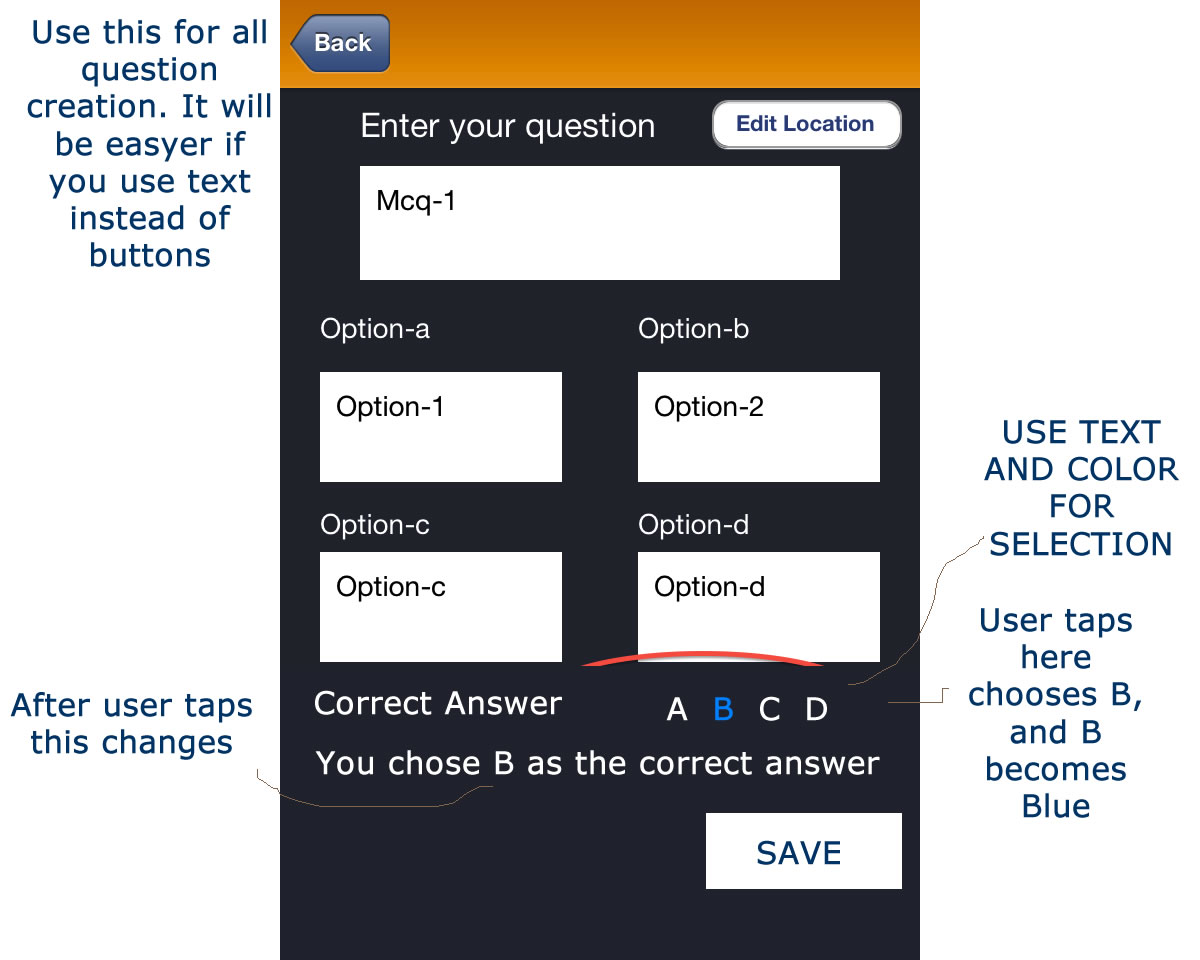 Use this for all
question
creation. It will
be easyer if
you use text
instead of
buttons
Back
Enter your question
Edit Location
Mcq-1
Option-a
Option-b
Option-1
Option-2
Option-c
Option-d
Option-c
Option-d
USE TEXT
AND COLOR
FOR
SELECTION
User taps
here
chooses B,
and B
becomes
Blue
After user taps
this changes
Correct Answer
A B C D
You chose B as the correct answer
SAVE